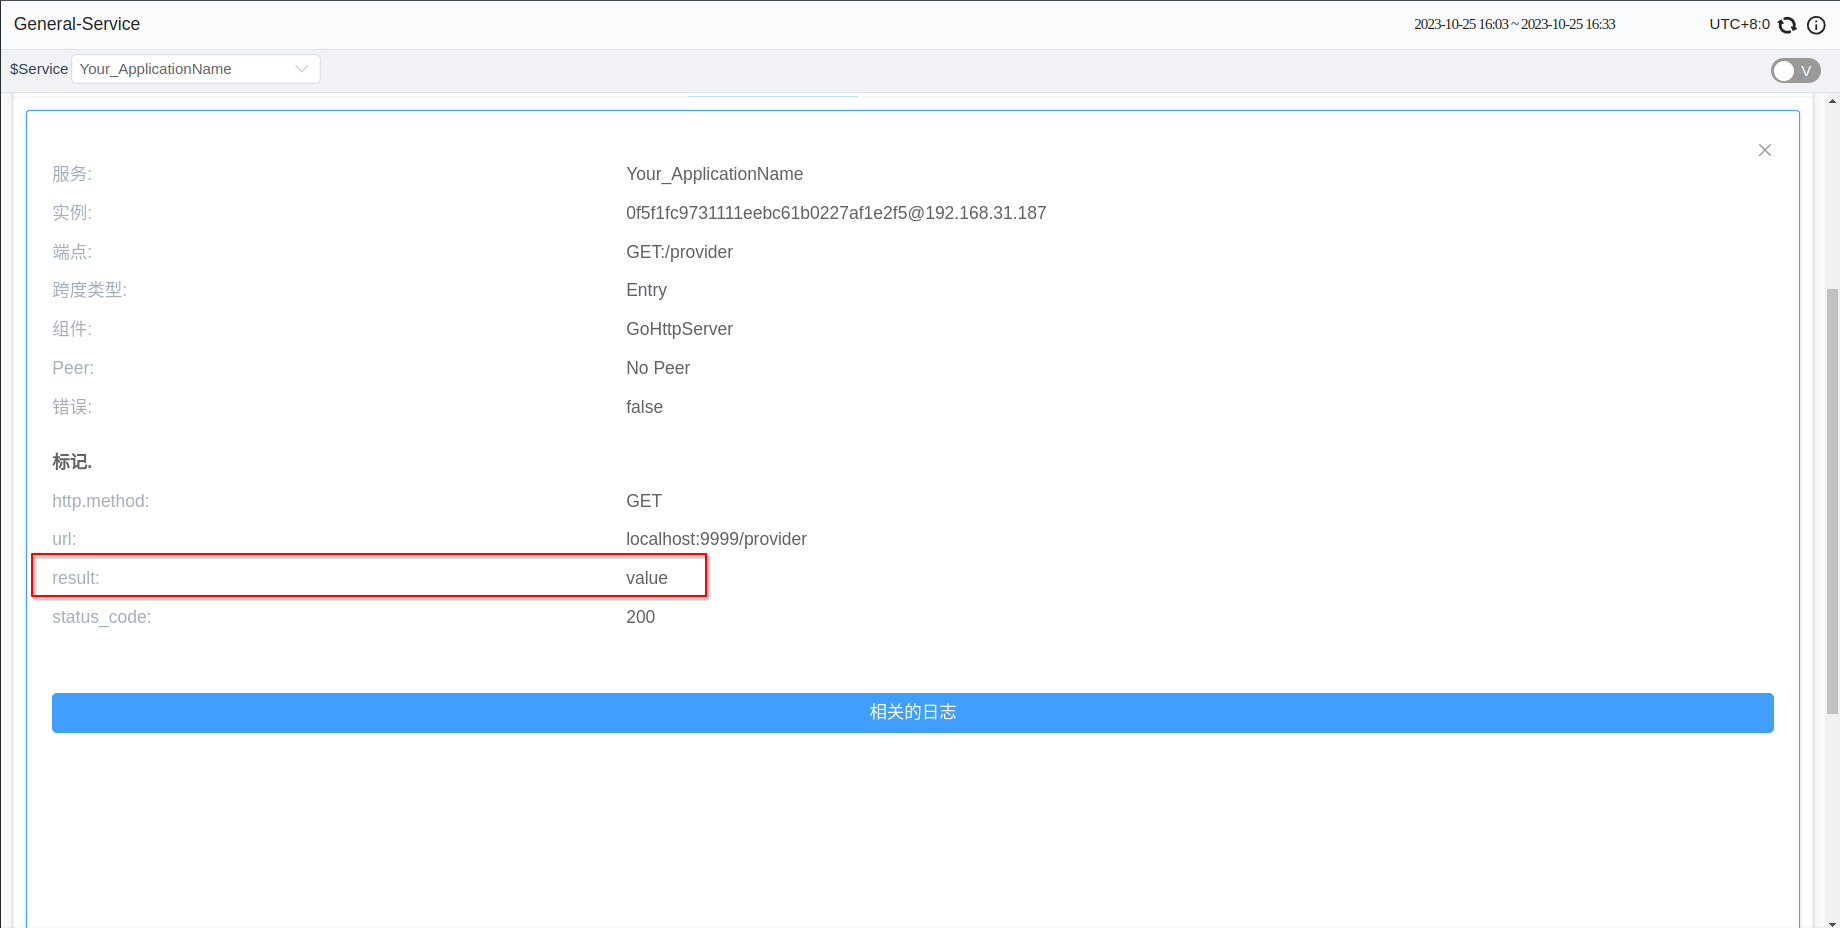 General-Service
2023-10-25 16:03 ~ 2023-10-25 16:33
UTC+8:0
$Service
Your_ApplicationName
V
服务: Your_ApplicationName
实例: 0f5f1fc9731111eebc61b0227af1e2f5@192.168.31.187
端点: GET:/provider
跨度类型: Entry
组件: GoHttpServer
Peer: No Peer
错误: false
标记.
http.method: GET
url: localhost:9999/provider
result: value
status_code: 200
相关的日志